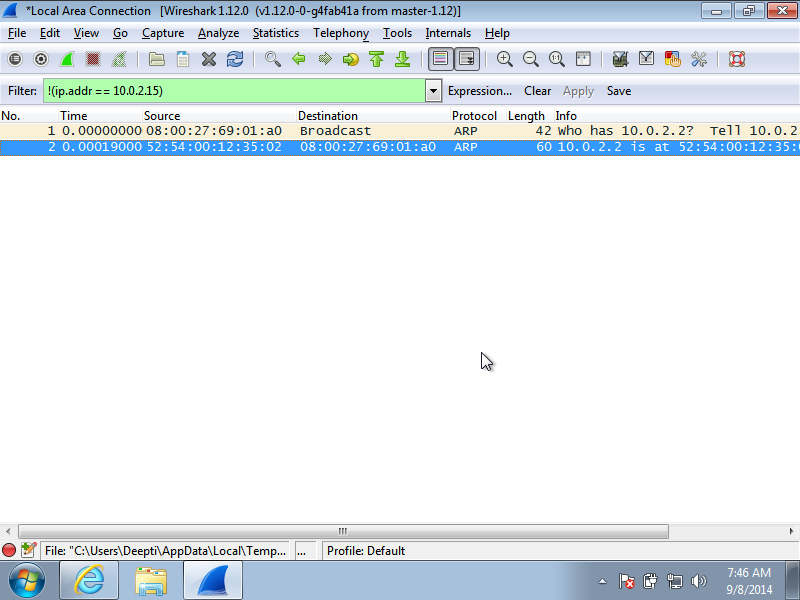 *Local Area Connection [Wireshark 1.12.0 (v1.12.0-0-g4fab41a from master-1.12)]
File Edit View Go Capture Analyze Statistics Telephony Tools Internals Help
Filter: !(ip.addr == 10.0.2.15) Expression... Clear Apply Save
No. Time Source Destination Protocol Length Info
1 0.00000000 08:00:27:69:01:a0 Broadcast ARP 42 Who has 10.0.2.2? Tell 10.0.2
2 0.00019000 52:54:00:12:35:02 08:00:27:69:01:a0 ARP 60 10.0.2.2 is at 52:54:00:12:35:0
File: "C:\Users\Deepti\AppData\Local\Temp... ... Profile: Default
7:46 AM
9/8/2014